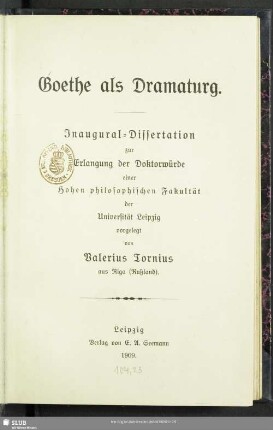 Goethe als Dramaturg.
Inaugural-Dissertation
zur
Erlangung der Doktorwürde
einer
Hohen philosophischen Fakultät
der
Universität Leipzig
vorgelegt
von
Valerius Tornius
aus Riga (Rußland).
Leipzig
Verlag von E. A. Seemann
1909.
SLUB